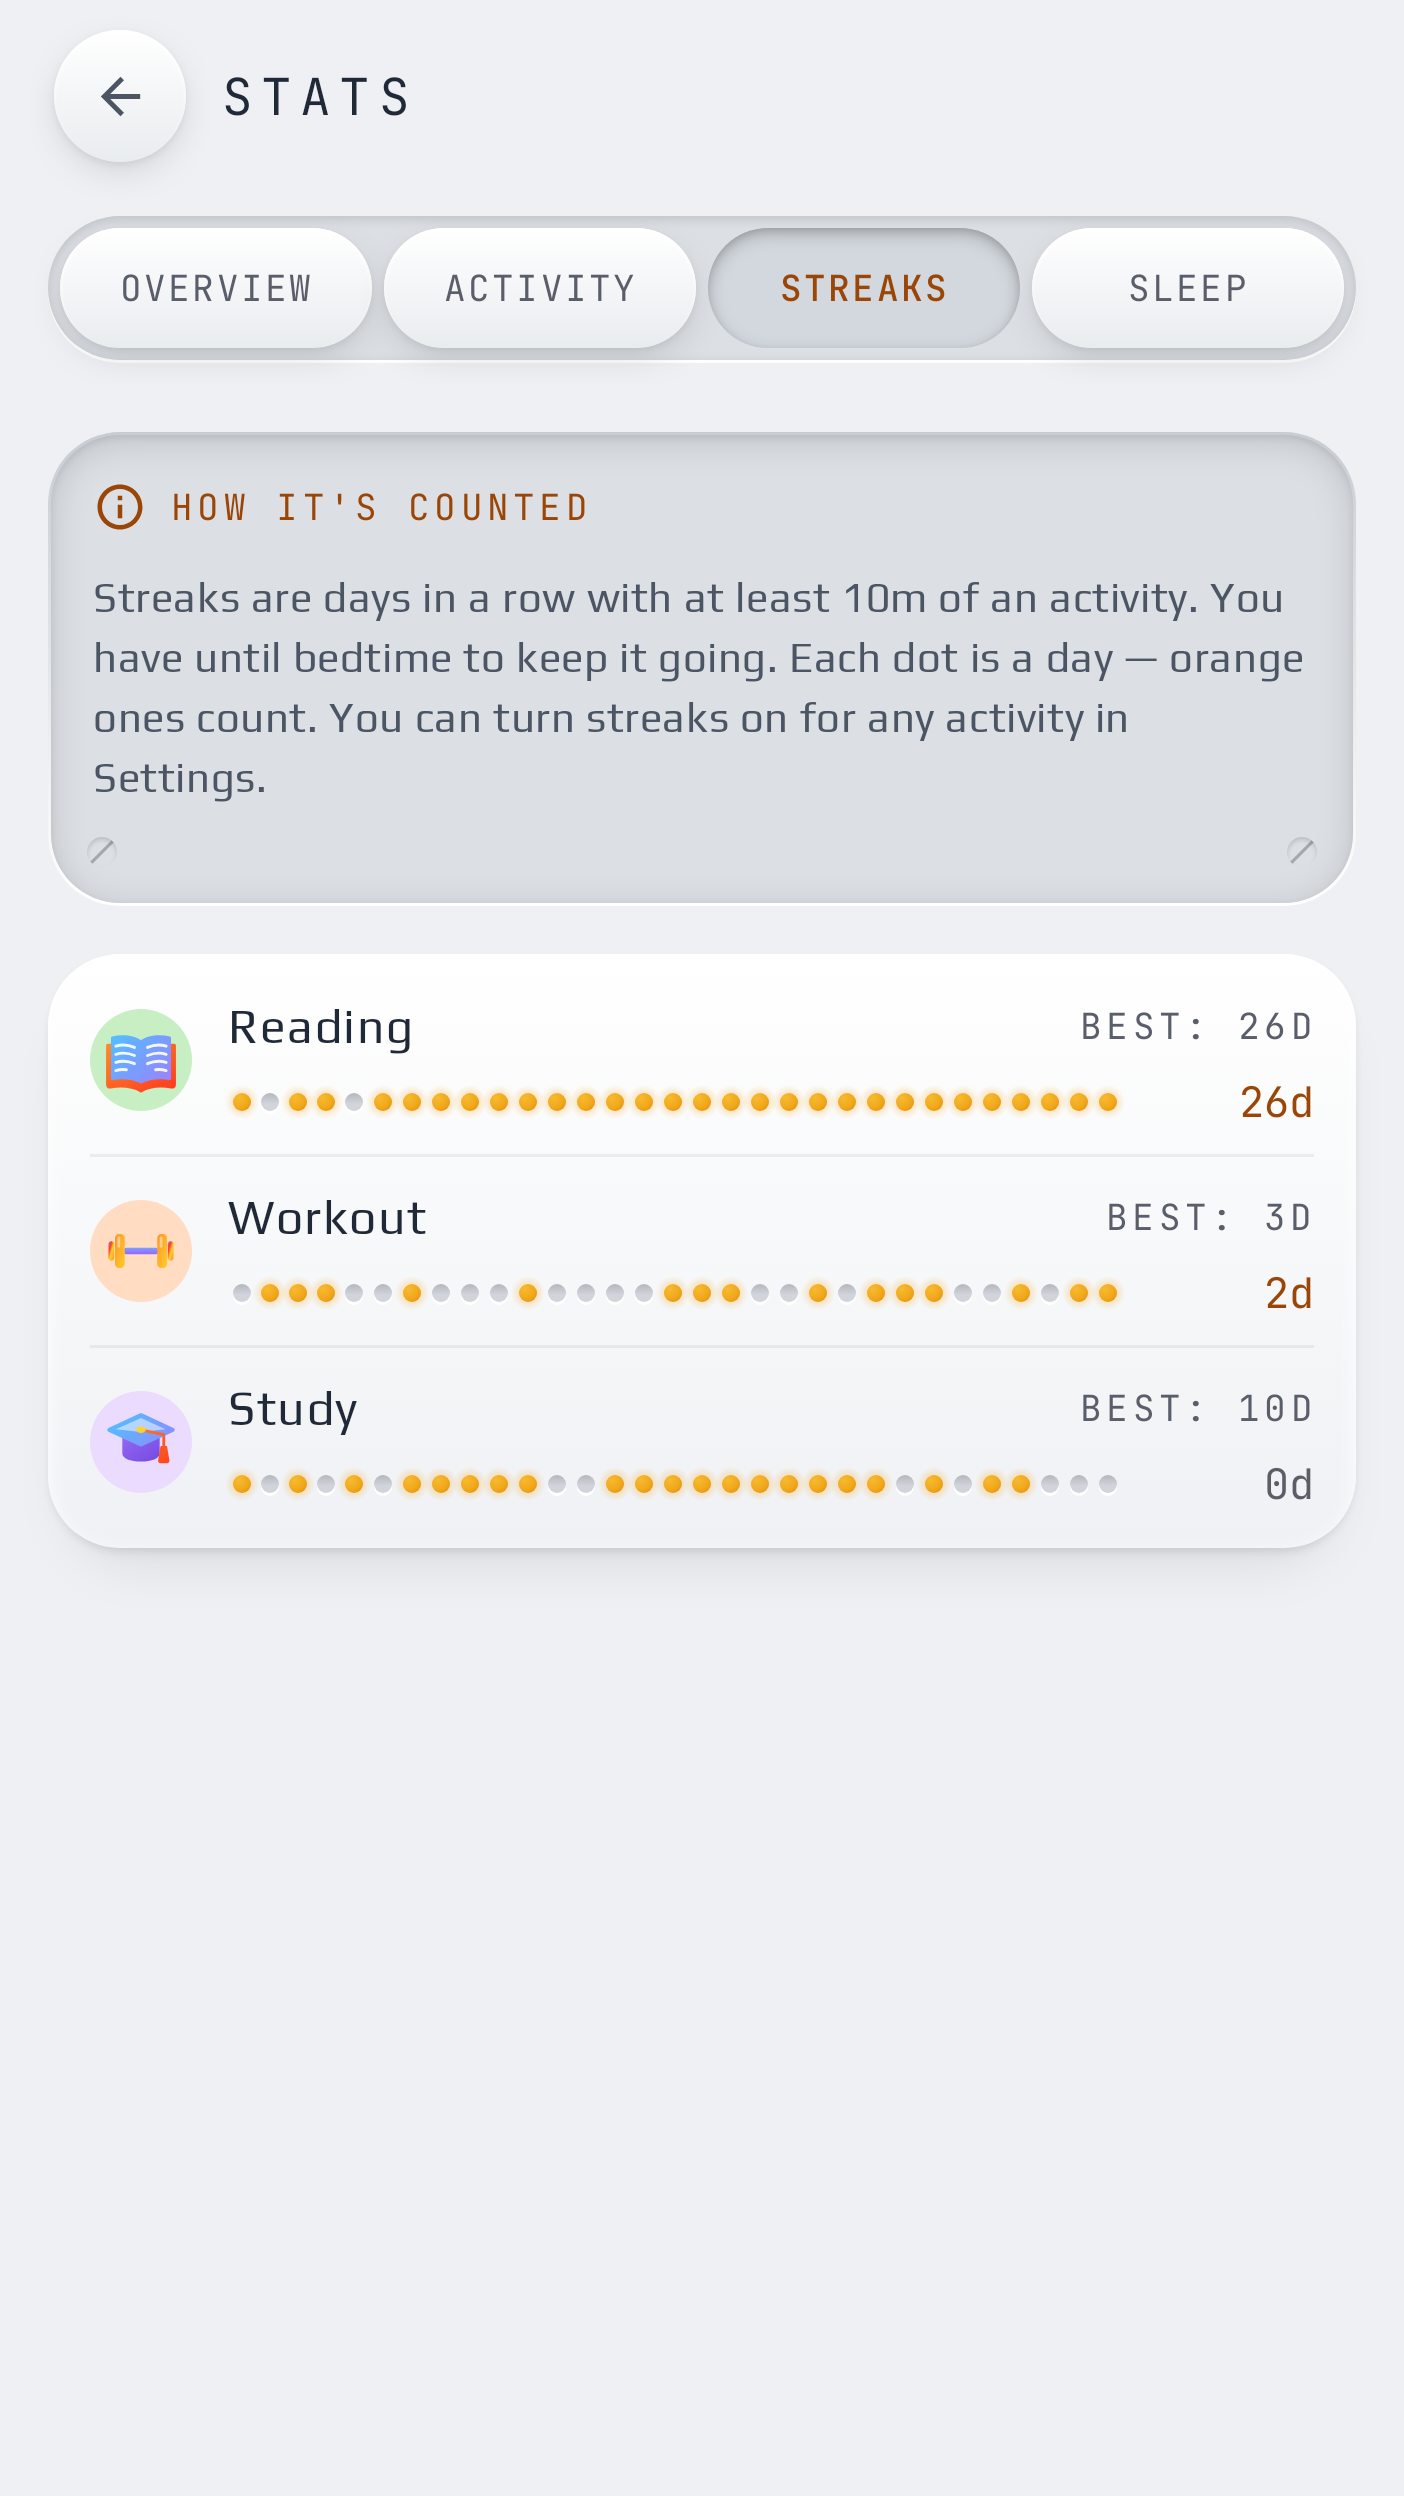 STATS
OVERVIEW
ACTIVITY
STREAKS
SLEEP
HOW IT'S COUNTED
Streaks are days in a row with at least 10m of an activity. You
have until bedtime to keep it going. Each dot is a day — orange
ones count. You can turn streaks on for any activity in
Settings.
Reading
BEST: 26D
26d
Workout
BEST: 3D
2d
Study
BEST: 10D
0d